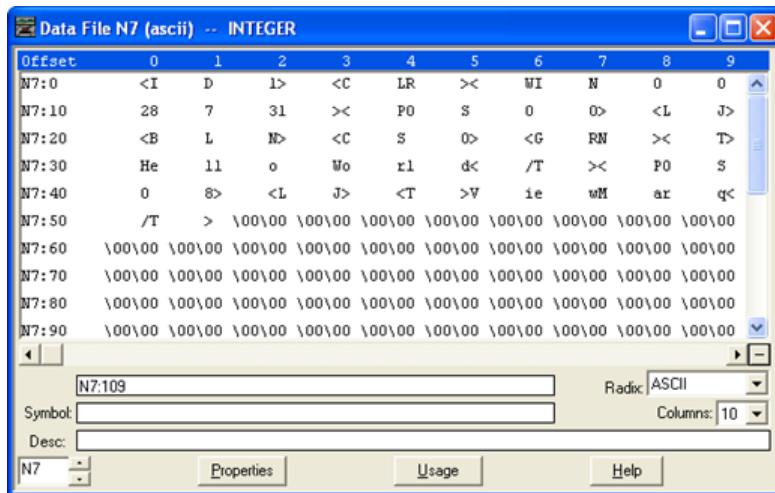 Data File N7 (ascii) -- INTEGER
Offset 0 1 2 3 4 5 6 7 8 9
N7:0 <I D 1> <C LR >< WI N 0 0
N7:10 28 7 31 >< PO S 0 0> <L J>
N7:20 <B L N> <C S 0> <G RN >< T>
N7:30 He ll o Wo rl d< /T >< PO S
N7:40 0 8> <L J> <T >V ie wM ar q<
N7:50 /T > \00\00 \00\00 \00\00 \00\00 \00\00 \00\00 \00\00 \00\00
N7:60 \00\00 \00\00 \00\00 \00\00 \00\00 \00\00 \00\00 \00\00 \00\00 \00\00
N7:70 \00\00 \00\00 \00\00 \00\00 \00\00 \00\00 \00\00 \00\00 \00\00 \00\00
N7:80 \00\00 \00\00 \00\00 \00\00 \00\00 \00\00 \00\00 \00\00 \00\00 \00\00
N7:90 \00\00 \00\00 \00\00 \00\00 \00\00 \00\00 \00\00 \00\00 \00\00 \00\00
N7:109 Radix: ASCII
Symbol: Columns: 10
Desc:
N7 Properties Usage Help